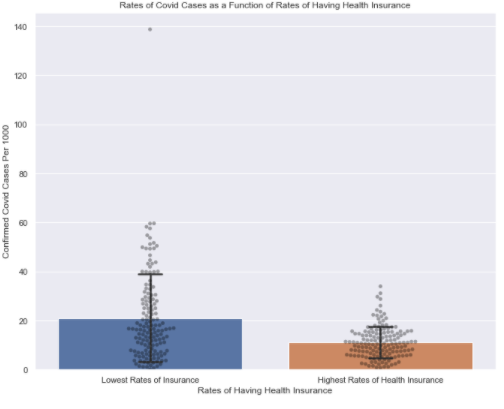 Rates of Covid Cases as a Function of Rates of Having Health Insurance
140
120
100
80
60
40
20
0
Confirmed Covid Cases Per 1000
Lowest Rates of Insurance
Highest Rates of Health Insurance
Rates of Having Health Insurance